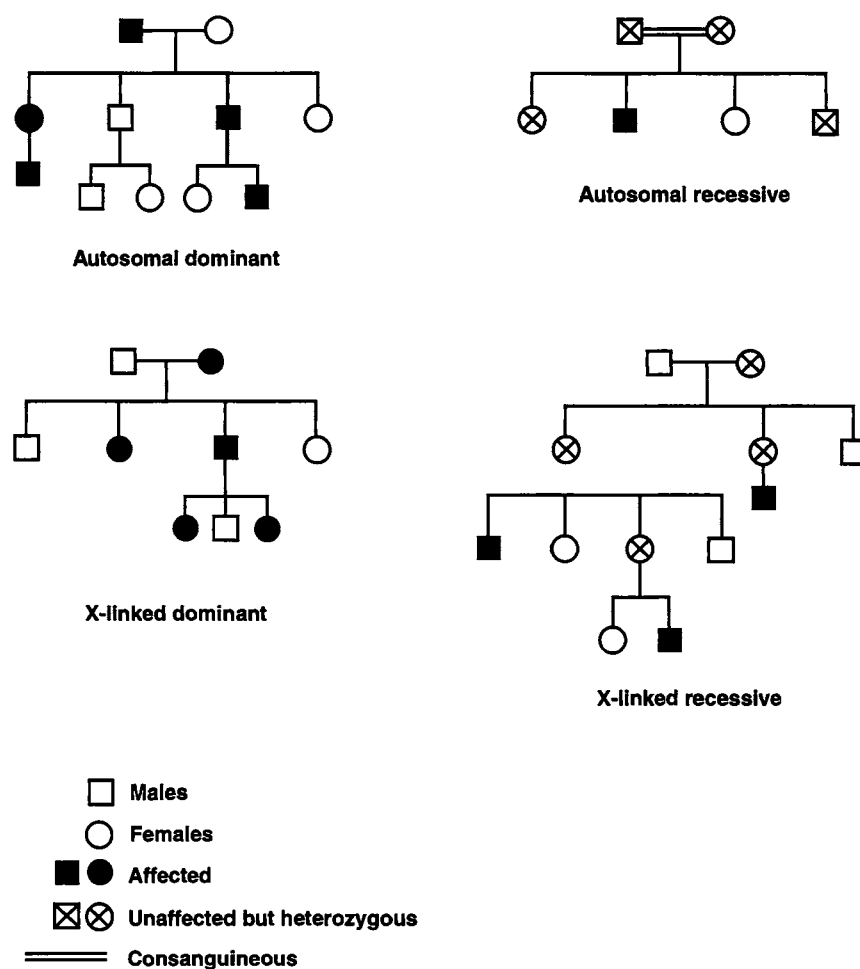 Autosomal dominant
Autosomal recessive
X-linked dominant
X-linked recessive
Males
Females
Affected
Unaffected but heterozygous
Consanguineous